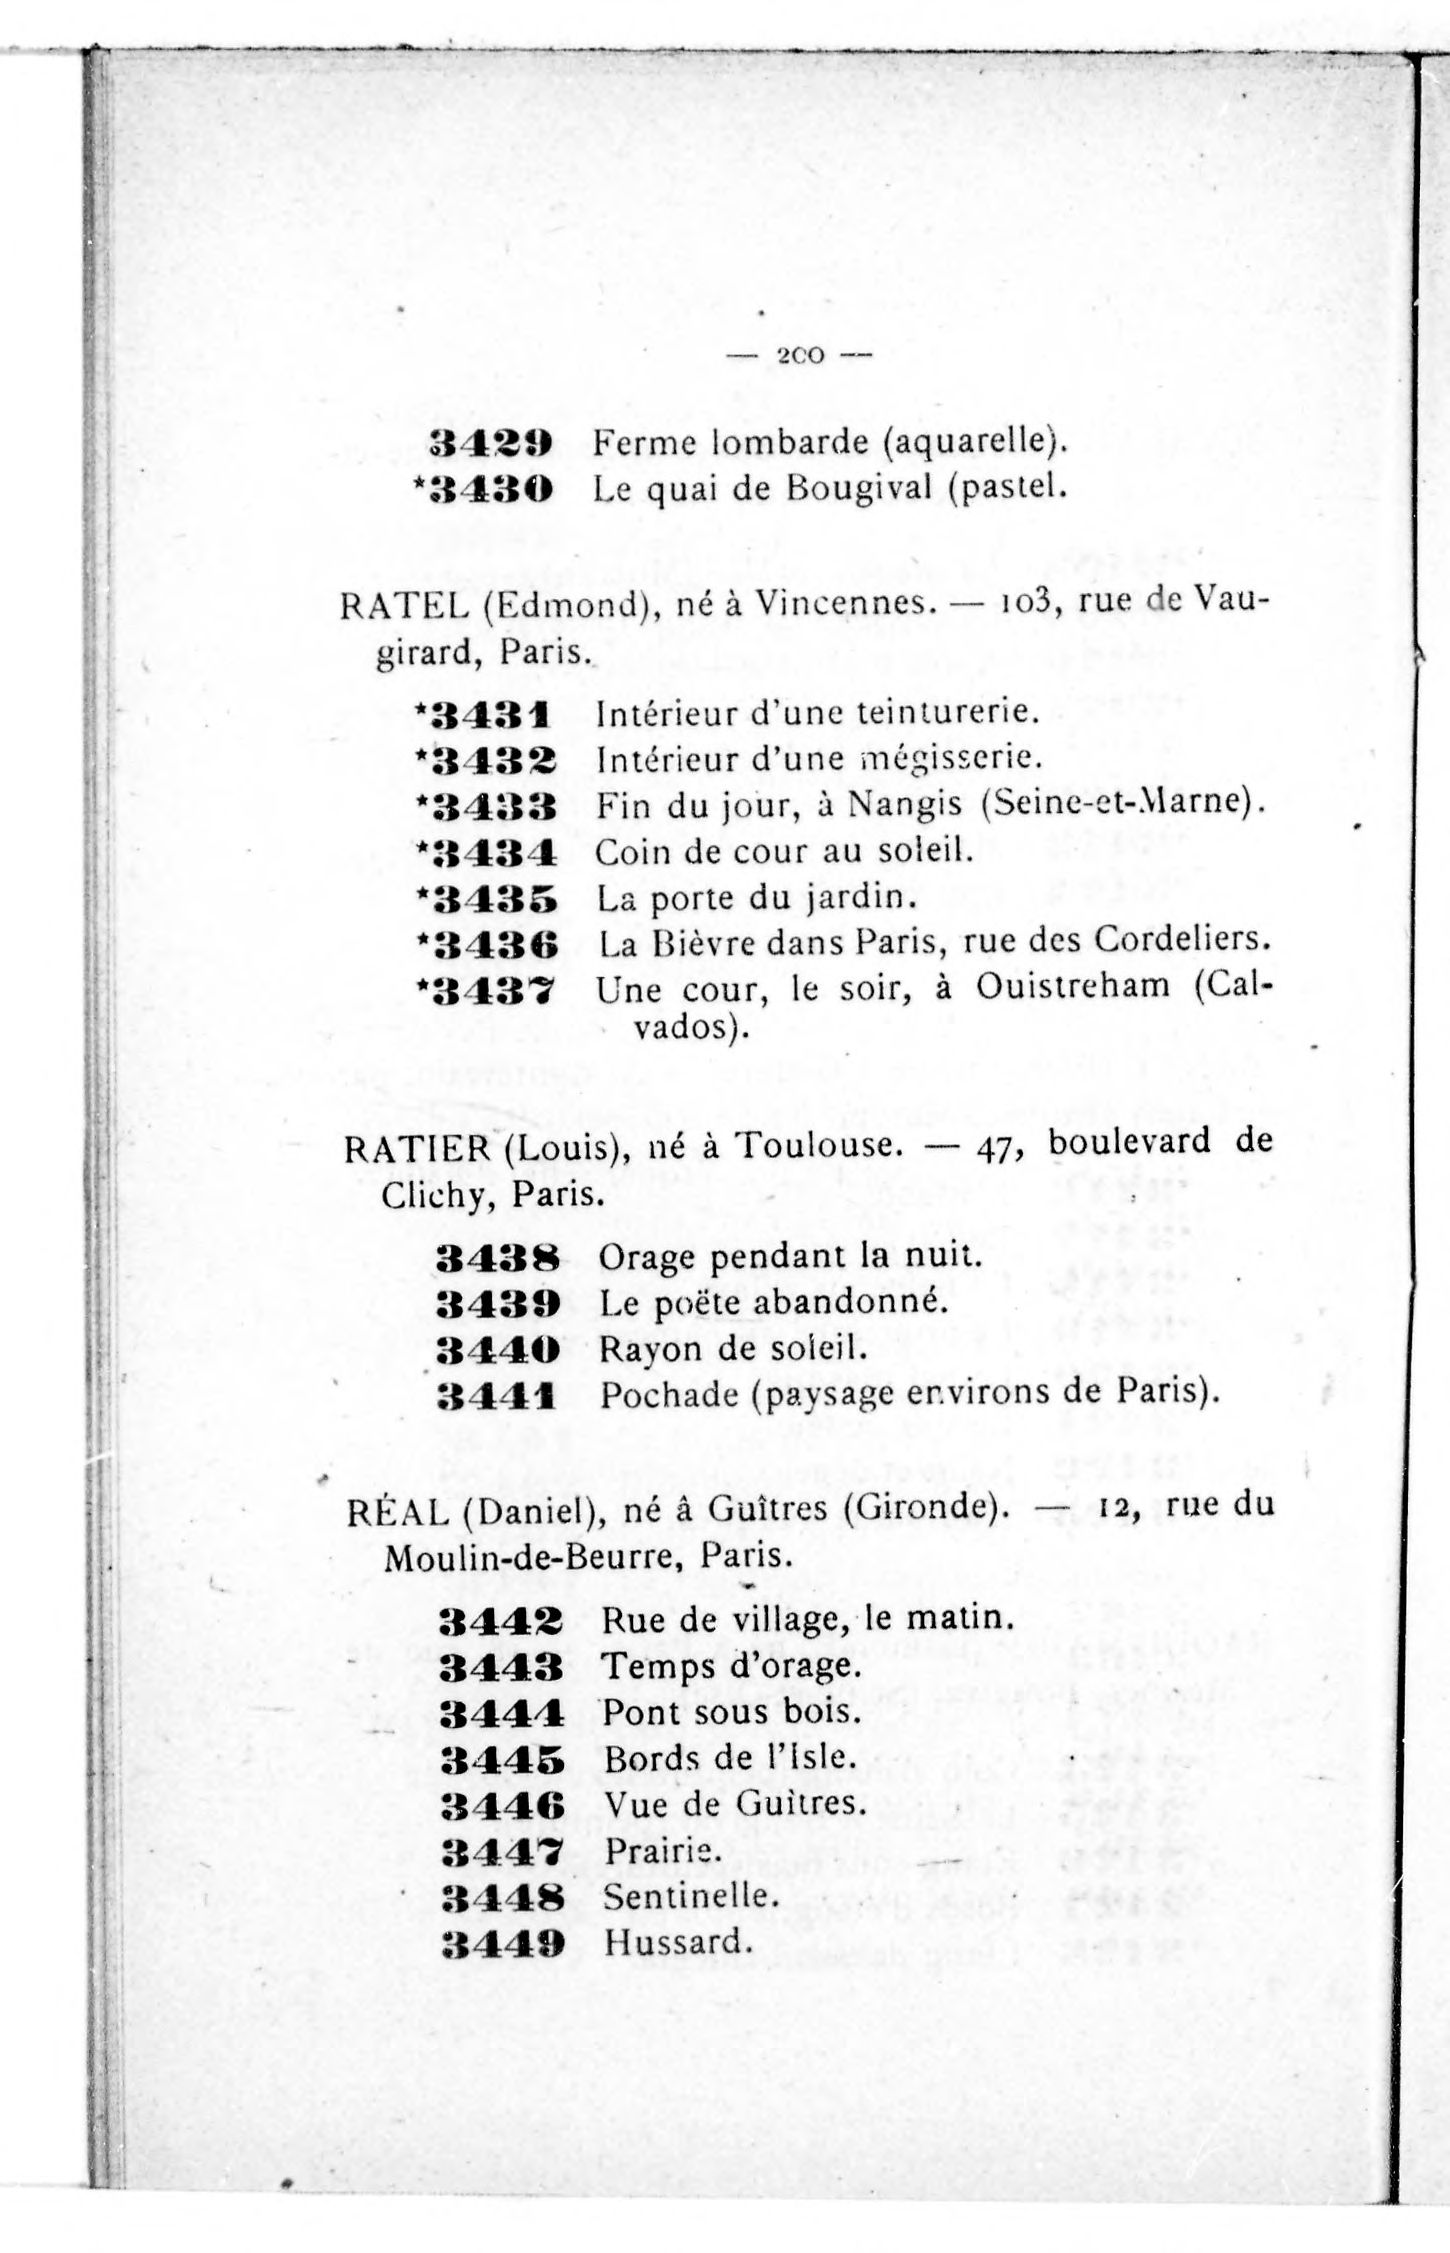 — 200 —
3429 Ferme lombarde (aquarelle).
*3430 Le quai de Bougival (pastel.
RATEL (Edmond), né à Vincennes. — 103, rue de Vau-
girard, Paris.
*3431 Intérieur d'une teinturerie.
*3432 Intérieur d'une mégisserie.
*3433 Fin du jour, à Nangis (Seine-et-Marne).
*3434 Coin de cour au soleil.
*3435 La porte du jardin.
*3436 La Bièvre dans Paris, rue des Cordeliers.
*3437 Une cour, le soir, à Ouistreham (Cal-
vados).
RATIER (Louis), né à Toulouse. — 47, boulevard de
Clichy, Paris.
3438 Orage pendant la nuit.
3439 Le poëte abandonné.
3440 Rayon de soleil.
3441 Pochade (paysage environs de Paris).
RÉAL (Daniel), né â Guîtres (Gironde). — 12, rue du
Moulin-de-Beurre, Paris.
3442 Rue de village, le matin.
3443 Temps d'orage.
3444 Pont sous bois.
3445 Bords de l'Isle.
3446 Vue de Guîtres.
3447 Prairie.
3448 Sentinelle.
3449 Hussard.